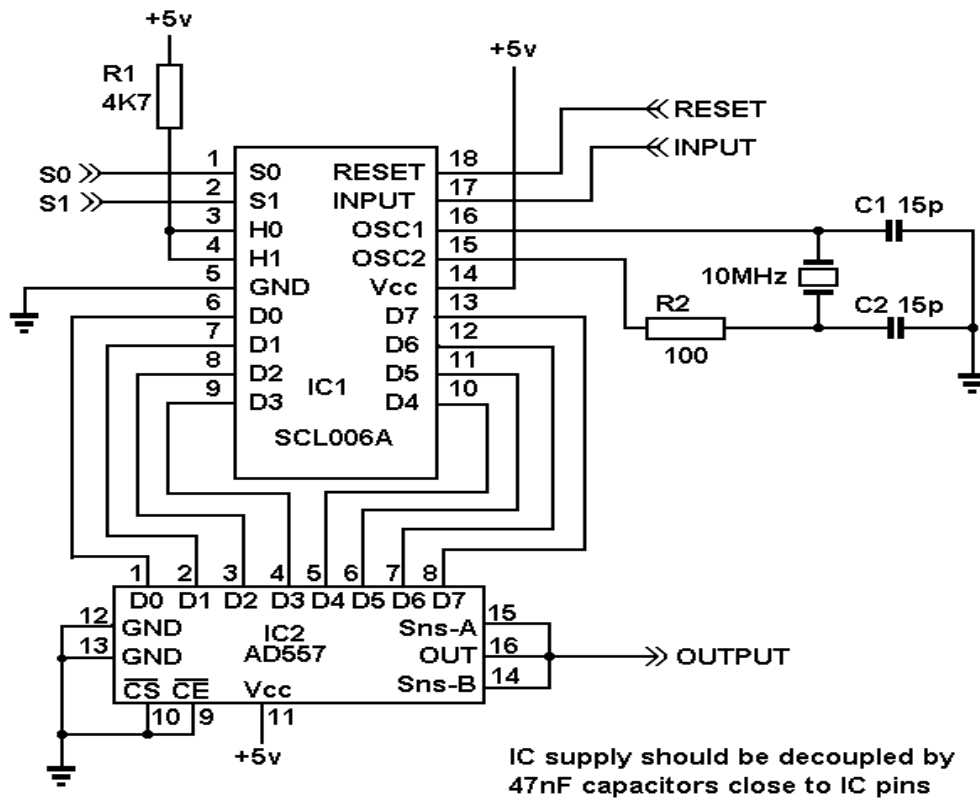 +5v
+5v
R1
4K7
RESET
INPUT
S0
S1
1
2
3
4
5
6
7
8
9
S0
S1
H0
H1
GND
D0
D1
D2
D3
RESET
INPUT
OSC1
OSC2
Vcc
D7
D6
D5
D4
IC1
SCL006A
18
17
16
15
14
13
12
11
10
C1 15p
10MHz
C2 15p
R2
100
1 2 3 4 5 6 7 8
D0 D1 D2 D3 D4 D5 D6 D7
12 GND
13 GND
IC2
AD557
Sns-A 15
OUT 16
Sns-B 14
OUTPUT
CS CE Vcc
10 9 11
+5v
IC supply should be decoupled by
47nF capacitors close to IC pins